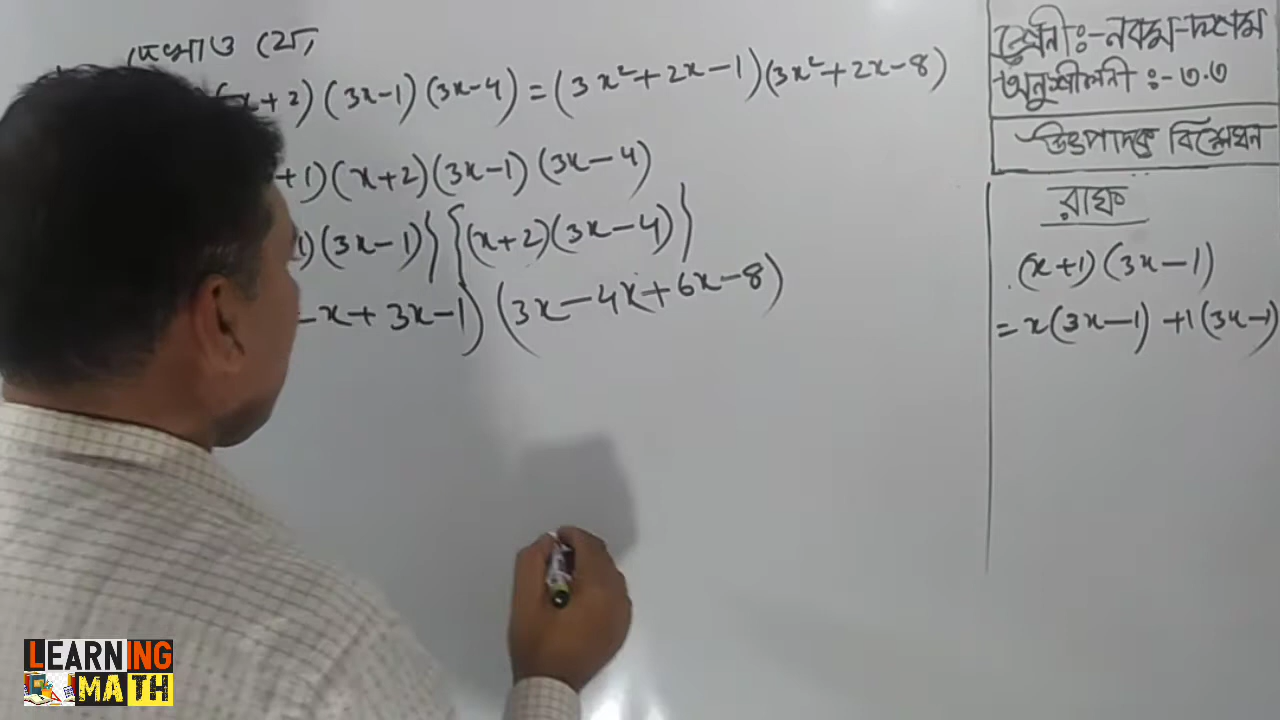 দেখাও যে,
(x+2)(3x-1)(3x-4)=(3x²+2x-1)(3x²+2x-8)
+1)(x+2)(3x-1)(3x-4)
1)(3x-1)}{(x+2)(3x-4)}
-x+3x-1)(3x-4x+6x-8)
শ্রেনী:-নবম-দশম
অনুশীলনী:-৩.৩
উৎপাদক বিশ্লেষন
রাফ
(x+1)(3x-1)
=x(3x-1)+1(3x-1)
LEARNING
MATH